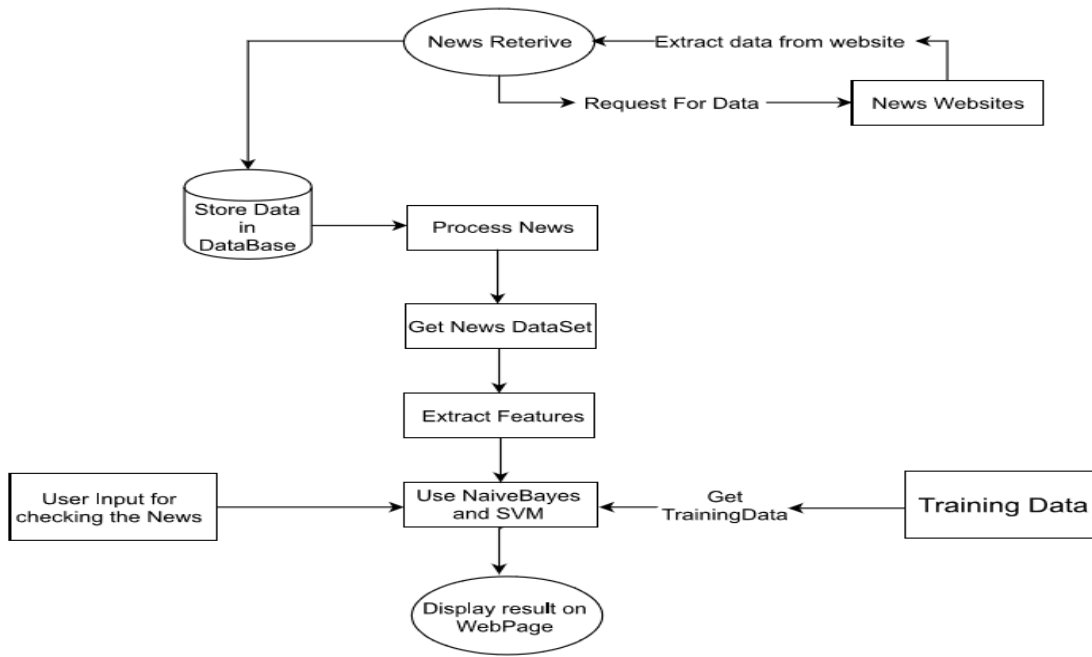 News Reterive
Extract data from website
Request For Data
News Websites
Store Data
in
DataBase
Process News
Get News DataSet
Extract Features
User Input for
checking the News
Use NaiveBayes
and SVM
Get
TrainingData
Training Data
Display result on
WebPage